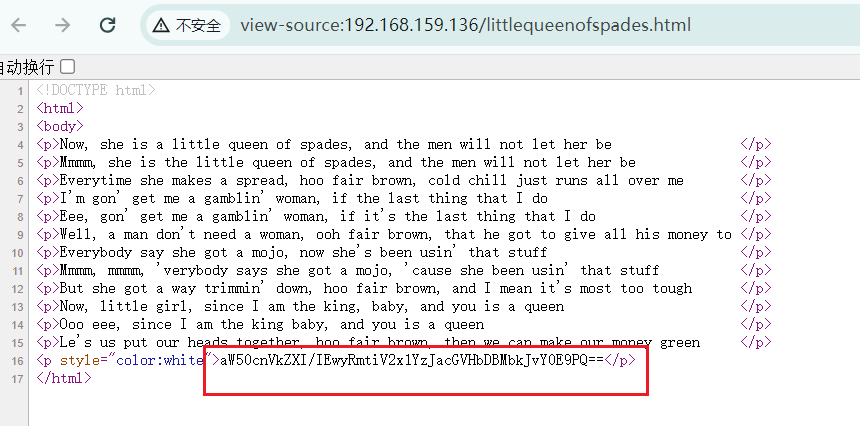 不安全 view-source:192.168.159.136/littlequeenofspades.html
自动换行
1 <!DOCTYPE html>
2 <html>
3 <body>
4 <p>Now, she is a little queen of spades, and the men will not let her be </p>
5 <p>Mmmm, she is the little queen of spades, and the men will not let her be </p>
6 <p>Everytime she makes a spread, hoo fair brown, cold chill just runs all over me </p>
7 <p>I'm gon' get me a gamblin' woman, if the last thing that I do </p>
8 <p>Eee, gon' get me a gamblin' woman, if it's the last thing that I do </p>
9 <p>Well, a man don't need a woman, ooh fair brown, that he got to give all his money to </p>
10 <p>Everybody say she got a mojo, now she's been usin' that stuff </p>
11 <p>Mmmm, mmmm, 'verybody says she got a mojo, 'cause she been usin' that stuff </p>
12 <p>But she got a way trimmin' down, hoo fair brown, and I mean it's most too tough </p>
13 <p>Now, little girl, since I am the king, baby, and you is a queen </p>
14 <p>Ooo eee, since I am the king baby, and you is a queen </p>
15 <p>Le's us put our heads together, hoo fair brown, then we can make our money green </p>
16 <p style="color:white">aW50cnVkZXI/IEwyRmtiV2x1YzJacGVHbDBMbkJvY0E9PQ==</p>
17 </html>
18